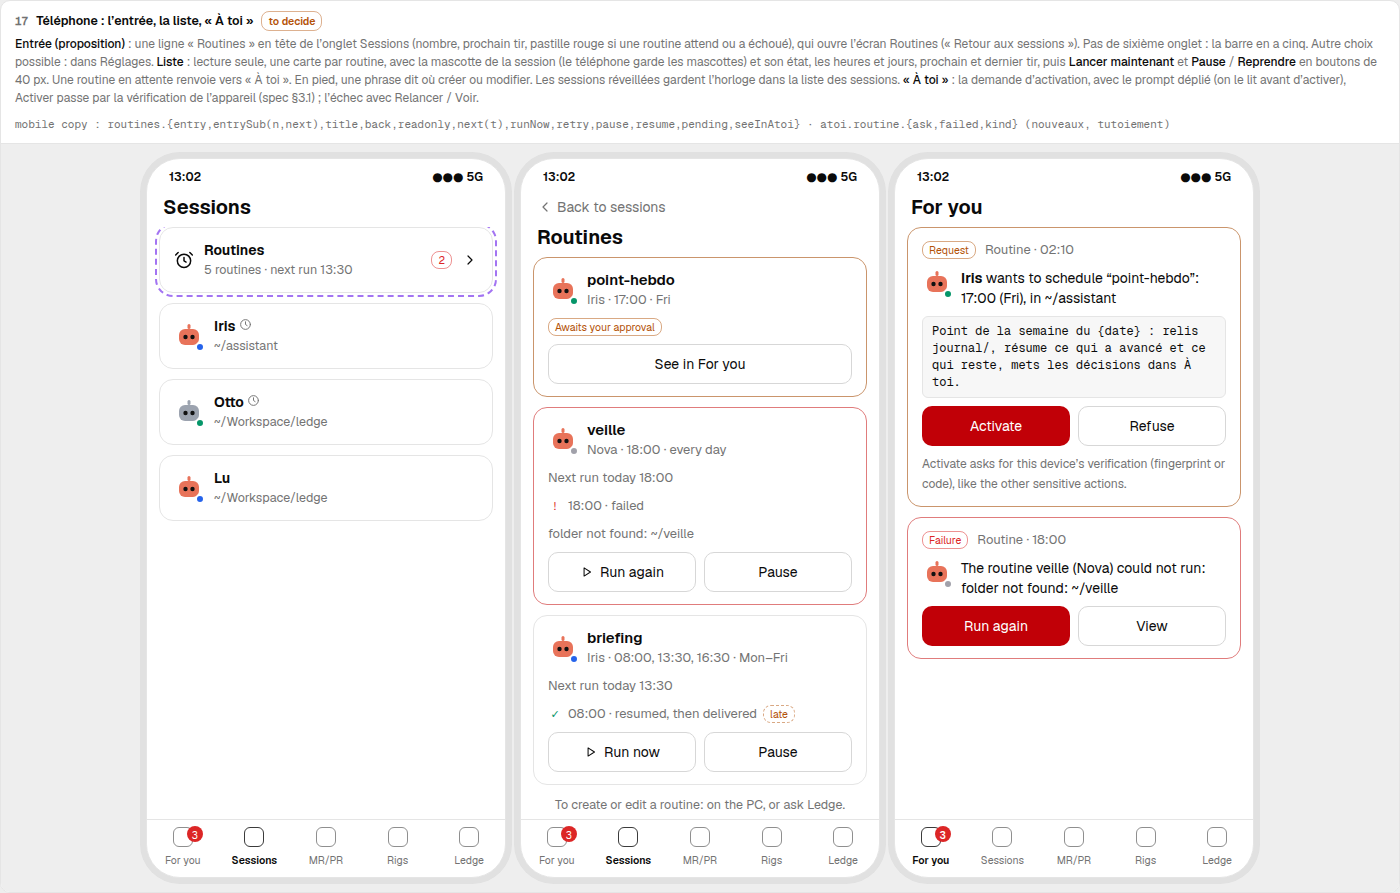 17 Téléphone : l'entrée, la liste, « À toi » to decide
Entrée (proposition) : une ligne « Routines » en tête de l'onglet Sessions (nombre, prochain tir, pastille rouge si une routine attend ou a échoué), qui ouvre l'écran Routines (« Retour aux sessions »). Pas de sixième onglet : la barre en a cinq. Autre choix
possible : dans Réglages. Liste : lecture seule, une carte par routine, avec la mascotte de la session (le téléphone garde les mascottes) et son état, les heures et jours, prochain et dernier tir, puis Lancer maintenant et Pause / Reprendre en boutons de
40 px. Une routine en attente renvoie vers « À toi ». En pied, une phrase dit où créer ou modifier. Les sessions réveillées gardent l'horloge dans la liste des sessions. « À toi » : la demande d'activation, avec le prompt déplié (on le lit avant d'activer),
Activer passe par la vérification de l'appareil (spec §3.1) ; l'échec avec Relancer / Voir.
mobile copy : routines.{entry,entrySub(n,next),title,back,readonly,next(t),runNow,retry,pause,resume,pending,seeInAtoi} · atoi.routine.{ask,failed,kind} (nouveaux, tutoiement)
13:02 5G
Sessions
Routines
5 routines · next run 13:30
2
Iris
~/assistant
Otto
~/Workspace/ledge
Lu
~/Workspace/ledge
3
For you Sessions MR/PR Rigs Ledge
13:02 5G
Back to sessions
Routines
point-hebdo
Iris · 17:00 · Fri
Awaits your approval
See in For you
veille
Nova · 18:00 · every day
Next run today 18:00
! 18:00 · failed
folder not found: ~/veille
Run again Pause
briefing
Iris · 08:00, 13:30, 16:30 · Mon–Fri
Next run today 13:30
✓ 08:00 · resumed, then delivered late
Run now Pause
To create or edit a routine: on the PC, or ask Ledge.
3
For you Sessions MR/PR Rigs Ledge
13:02 5G
For you
Request Routine · 02:10
Iris wants to schedule “point-hebdo”:
17:00 (Fri), in ~/assistant
Point de la semaine du {date} : relis
journal/, résume ce qui a avancé et ce
qui reste, mets les décisions dans À
toi.
Activate Refuse
Activate asks for this device's verification (fingerprint or
code), like the other sensitive actions.
Failure Routine · 18:00
The routine veille (Nova) could not run:
folder not found: ~/veille
Run again View
3
For you Sessions MR/PR Rigs Ledge